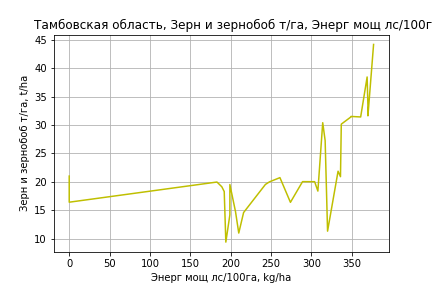 Тамбовская область, Зерн и зернобоб т/га, Энерг мощ лс/100г
45
40
35
30
25
20
15
10
Зерн и зернобоб т/га, t/ha
0 50 100 150 200 250 300 350
Энерг мощ лс/100га, kg/ha